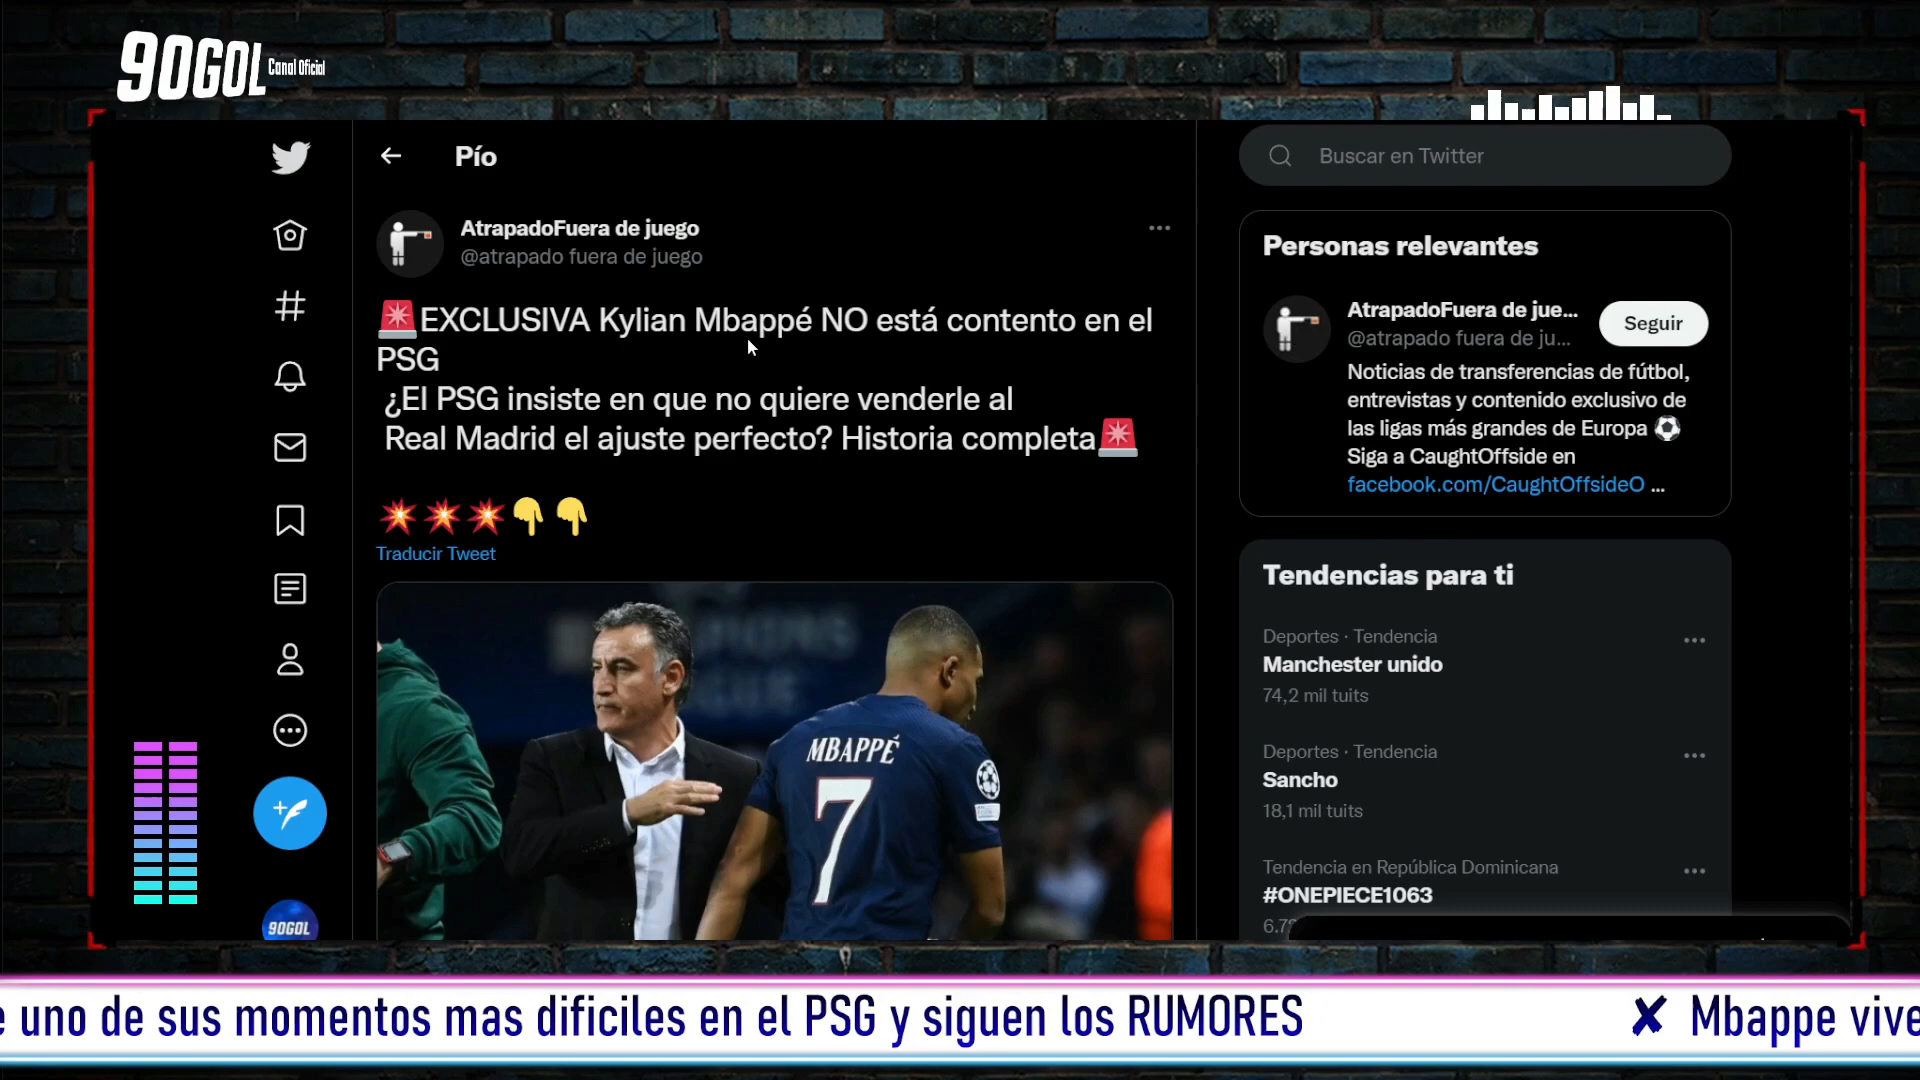 90GOL Canal Oficial
Pío
Buscar en Twitter
AtrapadoFuera de juego
@atrapado fuera de juego
EXCLUSIVA Kylian Mbappé NO está contento en el
PSG
¿El PSG insiste en que no quiere venderle al
Real Madrid el ajuste perfecto? Historia completa
Traducir Tweet
MBAPPÉ
7
Personas relevantes
AtrapadoFuera de jue...
@atrapado fuera de ju...
Seguir
Noticias de transferencias de fútbol,
entrevistas y contenido exclusivo de
las ligas más grandes de Europa
Siga a CaughtOffside en
facebook.com/CaughtOffsideO ...
Tendencias para ti
Deportes · Tendencia
Manchester unido
74,2 mil tuits
Deportes · Tendencia
Sancho
18,1 mil tuits
Tendencia en República Dominicana
#ONEPIECE1063
90GOL
e uno de sus momentos mas dificiles en el PSG y siguen los RUMORES ✘ Mbappe vive